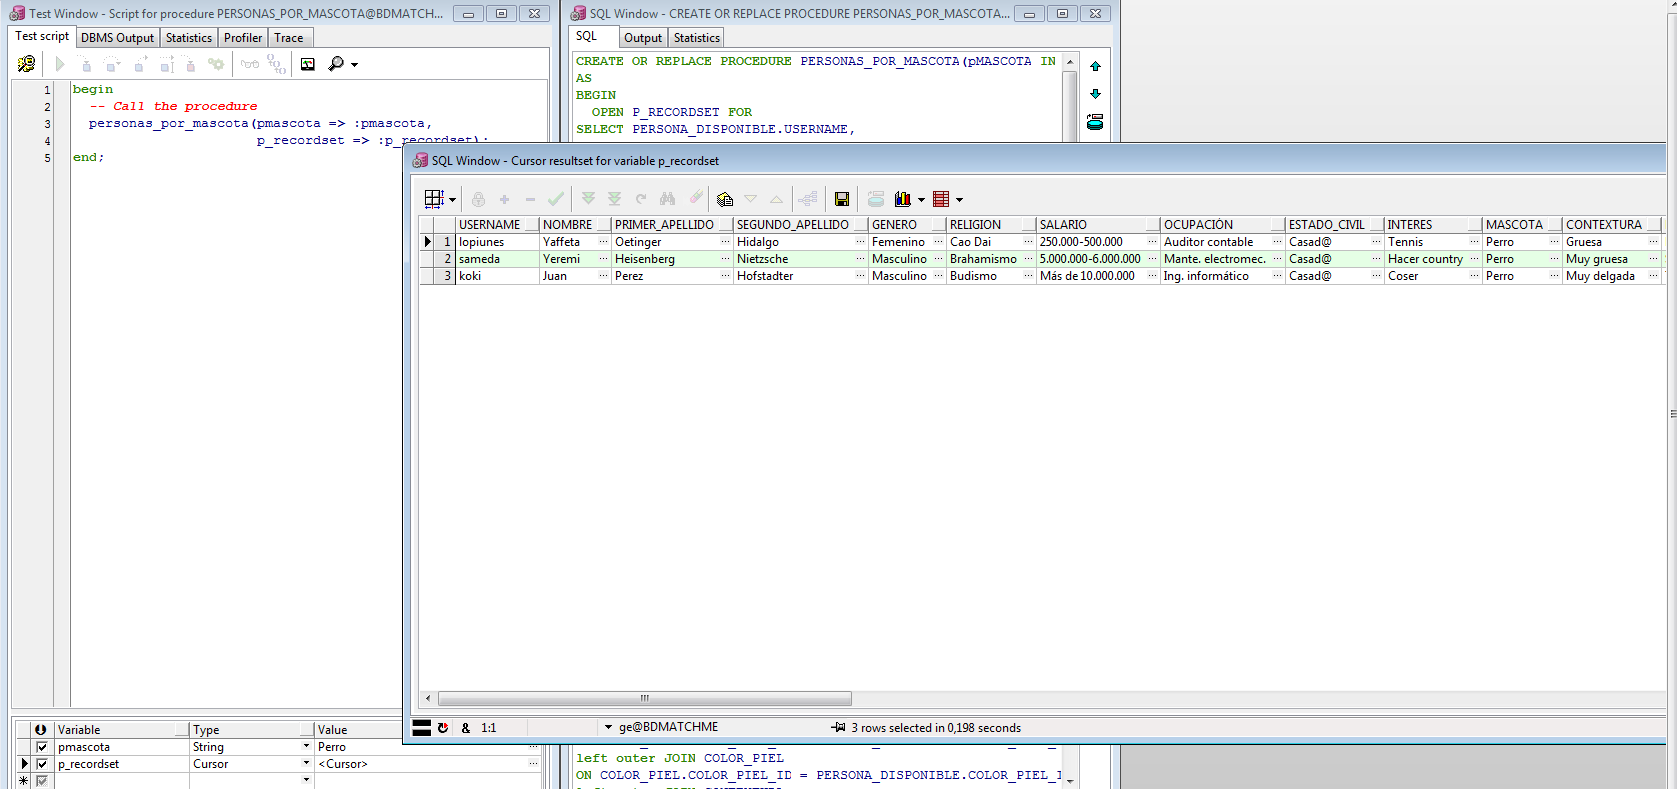 Test Window - Script for procedure PERSONAS_POR_MASCOTA@BDMATCH...
Test script DBMS Output Statistics Profiler Trace
1 begin
2 -- Call the procedure
3 personas_por_mascota(pmascota => :pmascota,
4 p_recordset => :p_recordset);
5 end;
SQL Window - CREATE OR REPLACE PROCEDURE PERSONAS_POR_MASCOTA...
SQL Output Statistics
CREATE OR REPLACE PROCEDURE PERSONAS_POR_MASCOTA(pMASCOTA IN
AS
BEGIN
OPEN P_RECORDSET FOR
SELECT PERSONA_DISPONIBLE.USERNAME,
SQL Window - Cursor resultset for variable p_recordset
USERNAME NOMBRE PRIMER_APELLIDO SEGUNDO_APELLIDO GENERO RELIGION SALARIO OCUPACIÓN ESTADO_CIVIL INTERES MASCOTA CONTEXTURA
1 lopiunes Yaffeta ... Oetinger ... Hidalgo ... Femenino ... Cao Dai ... 250.000-500.000 ... Auditor contable ... Casad@ ... Tennis ... Perro ... Gruesa ...
2 sameda Yeremi ... Heisenberg ... Nietzsche ... Masculino ... Brahamismo ... 5.000.000-6.000.000 ... Mante. electromec. ... Casad@ ... Hacer country ... Perro ... Muy gruesa ...
3 koki Juan ... Perez ... Hofstadter ... Masculino ... Budismo ... Más de 10.000.000 ... Ing. informático ... Casad@ ... Coser ... Perro ... Muy delgada ...
& 1:1 ge@BDMATCHME 3 rows selected in 0,198 seconds
Variable Type Value
pmascota String Perro
p_recordset Cursor <Cursor> ...
left outer JOIN COLOR_PIEL
ON COLOR_PIEL.COLOR_PIEL_ID = PERSONA_DISPONIBLE.COLOR_PIEL_I